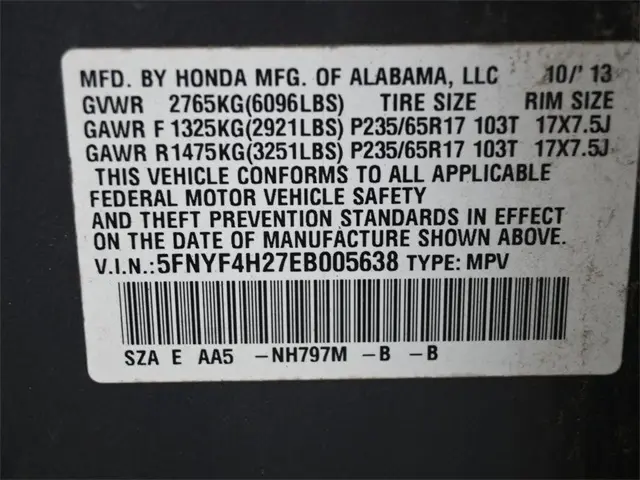 MFD. BY HONDA MFG. OF ALABAMA, LLC 10/'13
GVWR 2765KG(6096LBS) TIRE SIZE RIM SIZE
GAWR F1325KG(2921LBS) P235/65R17 103T 17X7.5J
GAWR R1475KG(3251LBS) P235/65R17 103T 17X7.5J
THIS VEHICLE CONFORMS TO ALL APPLICABLE
FEDERAL MOTOR VEHICLE SAFETY
AND THEFT PREVENTION STANDARDS IN EFFECT
ON THE DATE OF MANUFACTURE SHOWN ABOVE.
V.I.N.:5FNYF4H27EB005638 TYPE: MPV
SZA E AA5 -NH797M -B -B